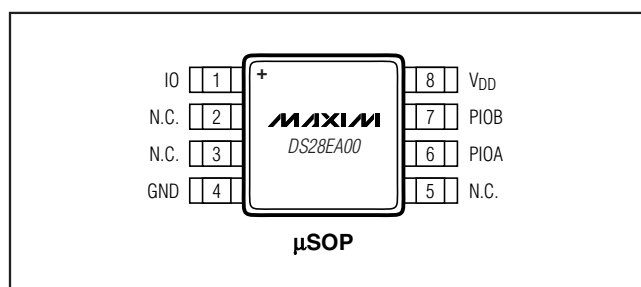 IO 1 + 8 VDD
N.C. 2 MAXIM 7 PIOB
N.C. 3 DS28EA00 6 PIOA
GND 4 5 N.C.
μSOP